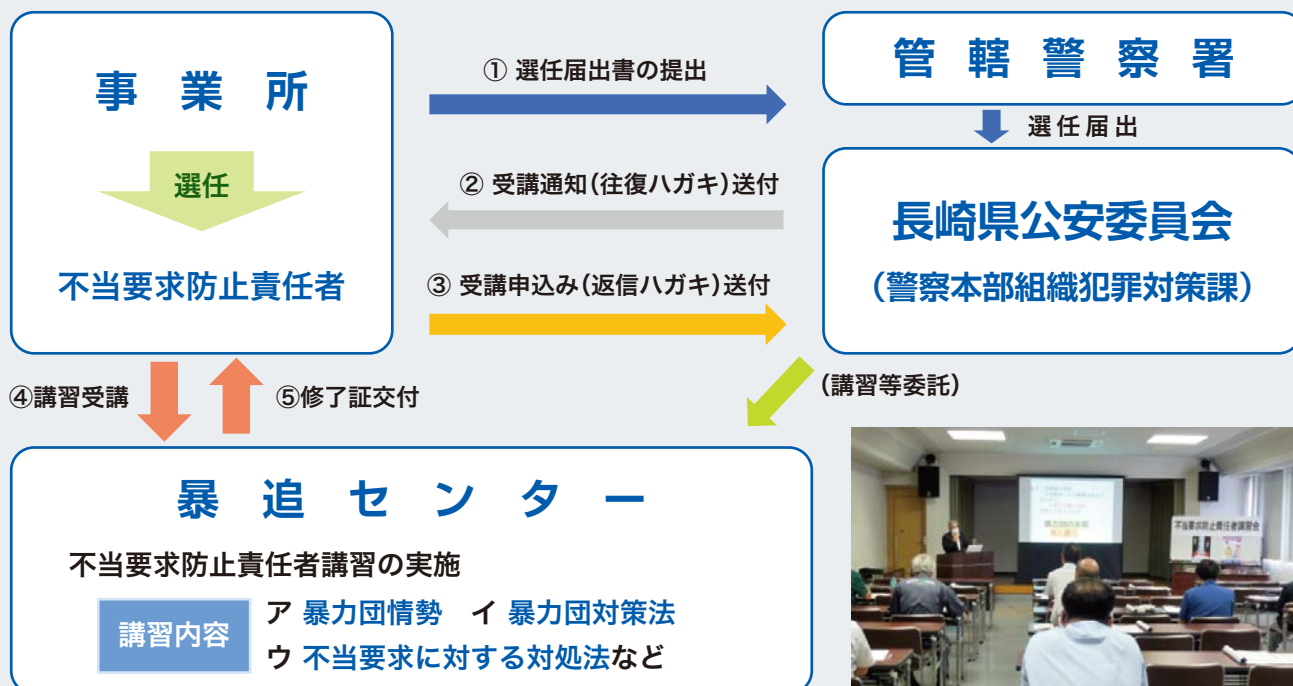 事業所
選任
不当要求防止責任者
① 選任届出書の提出
② 受講通知(往復ハガキ)送付
③ 受講申込み(返信ハガキ)送付
管轄警察署
選任届出
長崎県公安委員会
(警察本部組織犯罪対策課)
④講習受講
⑤修了証交付
(講習等委託)
暴追センター
不当要求防止責任者講習の実施
講習内容
ア 暴力団情勢 イ 暴力団対策法
ウ 不当要求に対する対処法など
不当要求防止責任者講習会